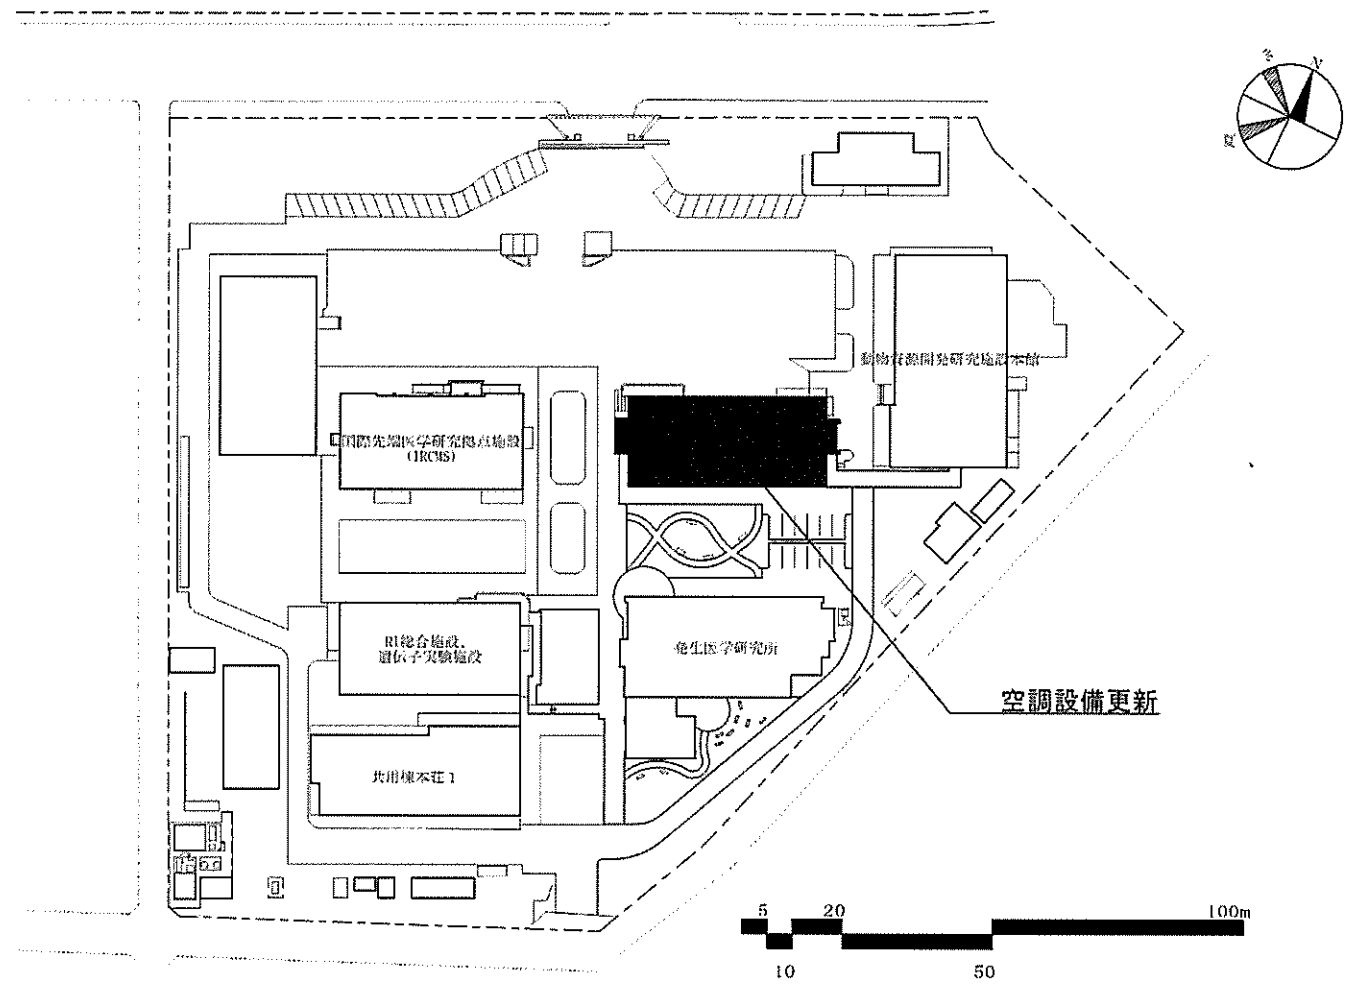 冬
N
夏
動物資源開発研究施設本館
国際先端医学研究拠点施設
(IRCMS)
RI総合施設,
遺伝子実験施設
発生医学研究所
空調設備更新
共用棟本荘1
5
20
100m
10
50